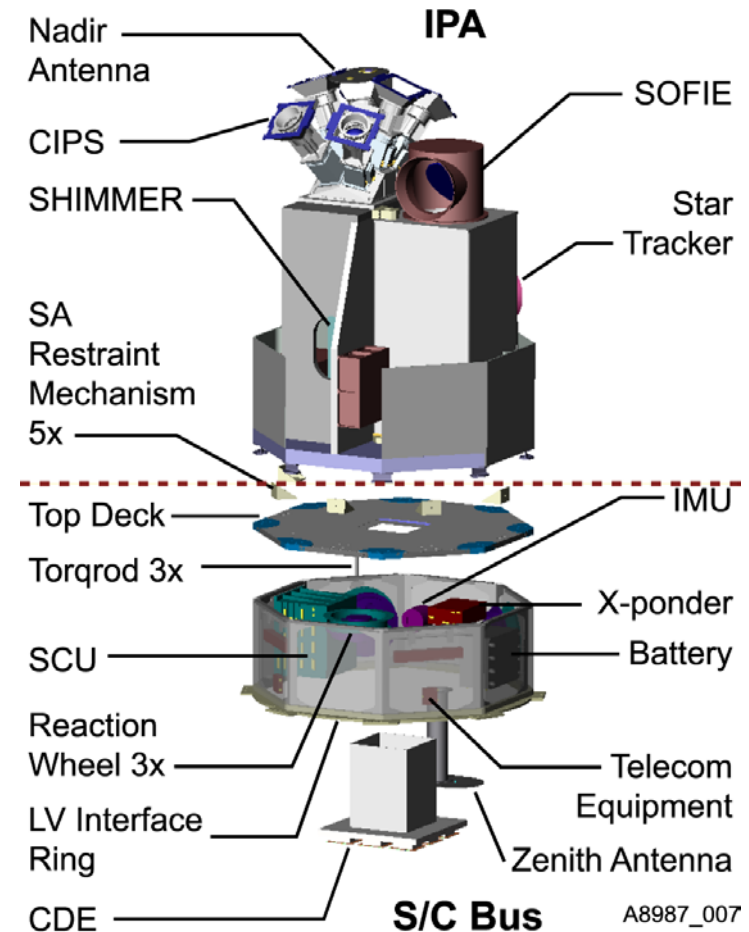 IPA
Nadir
Antenna
CIPS
SHIMMER
SA
Restraint
Mechanism
5x
SOFIE
Star
Tracker
Top Deck
Torqrod 3x
SCU
Reaction
Wheel 3x
LV Interface
Ring
CDE
IMU
X-ponder
Battery
Telecom
Equipment
Zenith Antenna
S/C Bus
A8987_007